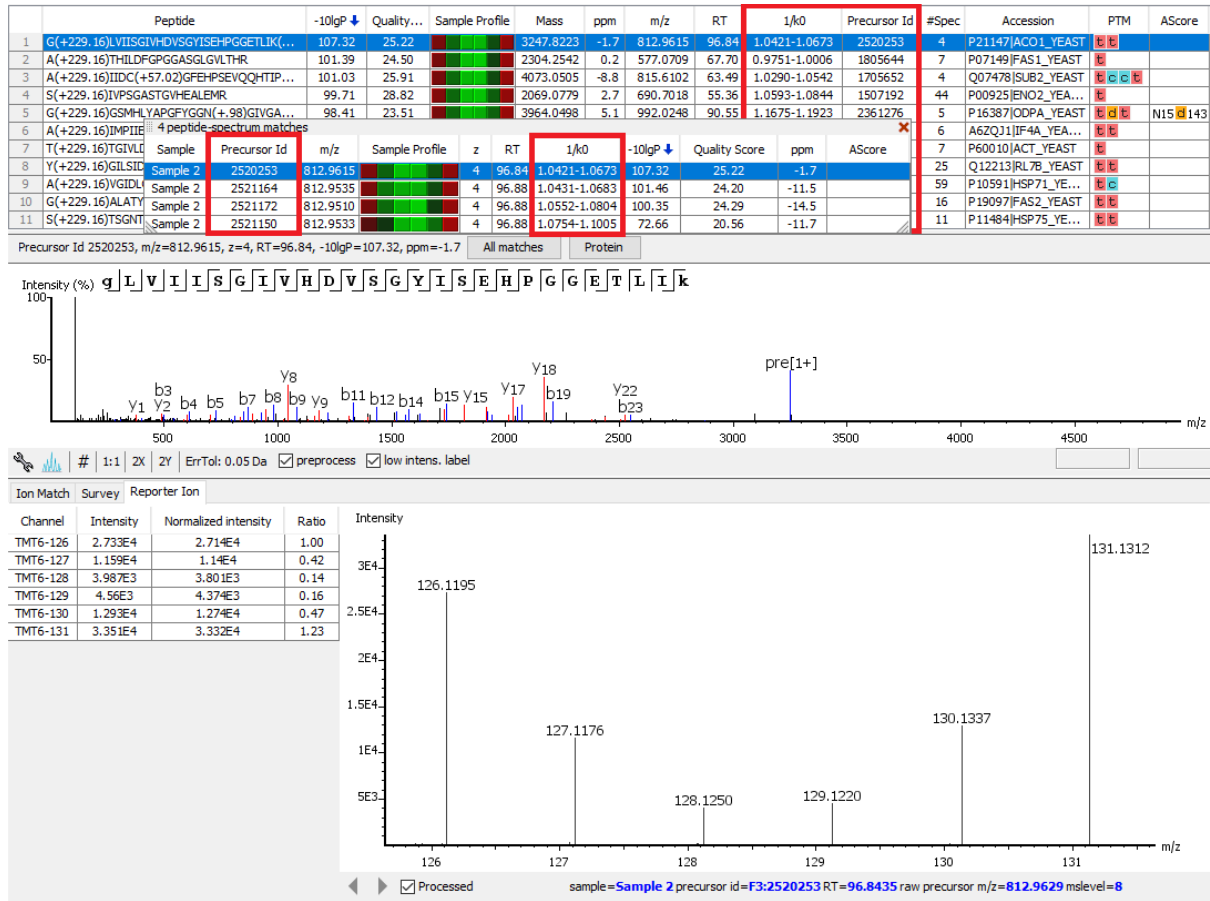 Peptide -10lgP Quality... Sample Profile Mass ppm m/z RT 1/k0 Precursor Id #Spec Accession PTM AScore
1 G(+229.16)LVIISGIVHDVSGYISEHPGGETLIK(... 107.32 25.22 3247.8223 -1.7 812.9615 96.84 1.0421-1.0673 2520253 4 P21147|ACO1_YEAST t t
2 A(+229.16)THILDFGPGGASGLGVLTHR 101.39 24.50 2304.2542 0.2 577.0709 67.70 0.9751-1.0006 1805644 7 P07149|FAS1_YEAST t
3 A(+229.16)IIDC(+57.02)GFEHPSEVQQHTIP... 101.03 25.91 4073.0505 -8.8 815.6102 63.49 1.0290-1.0542 1705652 4 Q07478|SUB2_YEAST t c c t
4 S(+229.16)IVPSGASTGVHEALEMR 99.71 28.82 2069.0779 2.7 690.7018 55.36 1.0593-1.0844 1507192 44 P00925|ENO2_YEA... t
5 G(+229.16)GSMHLYAPGFYGGN(+.98)GIVGA... 98.41 23.51 3964.0498 5.1 992.0248 90.55 1.1675-1.1923 2361276 5 P16387|ODPA_YEAST t d t N15 d 143
6 A(+229.16)IMPIIE 6 A6ZQJ1|IF4A_YEA... t t
7 T(+229.16)TGIVLD 7 P60010|ACT_YEAST t
8 Y(+229.16)GILSID 25 Q12213|RL7B_YEAST t t
9 A(+229.16)VGIDL 59 P10591|HSP71_YE... t c
10 G(+229.16)ALATY 16 P19097|FAS2_YEAST t t
11 S(+229.16)TSGNT 11 P11484|HSP75_YE... t t
4 peptide-spectrum matches
Sample Precursor Id m/z Sample Profile z RT 1/k0 -10lgP Quality Score ppm AScore
Sample 2 2520253 812.9615 4 96.84 1.0421-1.0673 107.32 25.22 -1.7
Sample 2 2521164 812.9535 4 96.88 1.0431-1.0683 101.46 24.20 -11.5
Sample 2 2521172 812.9510 4 96.88 1.0552-1.0804 100.35 24.29 -14.5
Sample 2 2521150 812.9533 4 96.88 1.0754-1.1005 72.66 20.56 -11.7
Precursor Id 2520253, m/z=812.9615, z=4, RT=96.84, -10lgP=107.32, ppm=-1.7 All matches Protein
Intensity (%) g L V I I S G I V H D V S G Y I S E H P G G E T L I k
100
50
y1 b3 y2 b4 b5 b7 b8 y8 b9 y9 b11 b12 b14 b15 y15 y17 y18 b19 y22 b23 pre[1+]
500 1000 1500 2000 2500 3000 3500 4000 4500 m/z
# 1:1 2X 2Y ErrTol: 0.05 Da preprocess low intens. label
Ion Match Survey Reporter Ion
Channel Intensity Normalized intensity Ratio
TMT6-126 2.733E4 2.714E4 1.00
TMT6-127 1.159E4 1.14E4 0.42
TMT6-128 3.987E3 3.801E3 0.14
TMT6-129 4.56E3 4.374E3 0.16
TMT6-130 1.293E4 1.274E4 0.47
TMT6-131 3.351E4 3.332E4 1.23
Intensity
3E4
2.5E4
2E4
1.5E4
1E4
5E3
126.1195
127.1176
128.1250
129.1220
130.1337
131.1312
126 127 128 129 130 131 m/z
Processed sample=Sample 2 precursor id=F3:2520253 RT=96.8435 raw precursor m/z=812.9629 mslevel=8